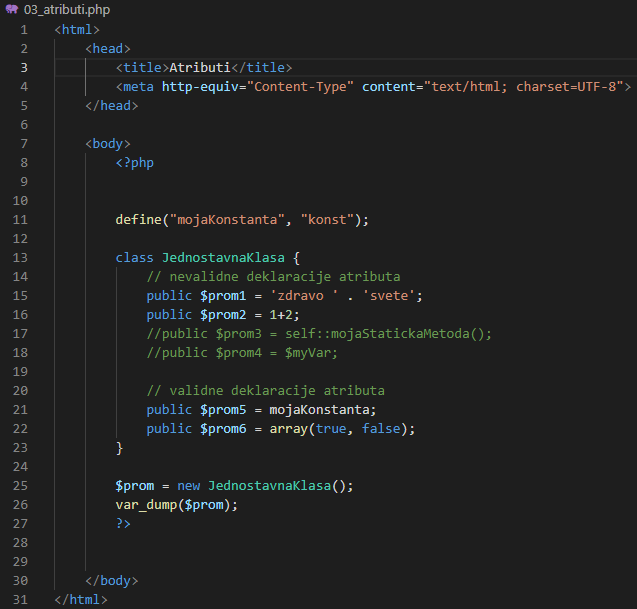 03_atributi.php
1 <html>
2 <head>
3 <title>Atributi</title>
4 <meta http-equiv="Content-Type" content="text/html; charset=UTF-8">
5 </head>
6
7 <body>
8 <?php
9
10
11 define("mojaKonstanta", "konst");
12
13 class JednostavnaKlasa {
14 // nevalidne deklaracije atributa
15 public $prom1 = 'zdravo ' . 'svete';
16 public $prom2 = 1+2;
17 //public $prom3 = self::mojaStatickaMetoda();
18 //public $prom4 = $myVar;
19
20 // validne deklaracije atributa
21 public $prom5 = mojaKonstanta;
22 public $prom6 = array(true, false);
23 }
24
25 $prom = new JednostavnaKlasa();
26 var_dump($prom);
27 ?>
28
29
30 </body>
31 </html>